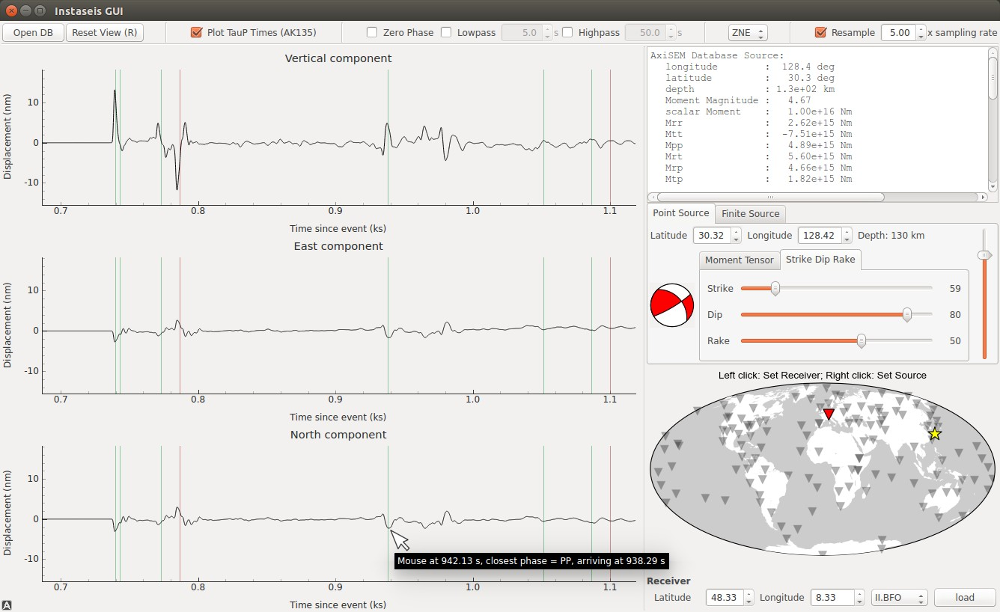 Instaseis GUI
Open DB Reset View (R) Plot TauP Times (AK135) Zero Phase Lowpass 5.0 s Highpass 50.0 s ZNE Resample 5.00 x sampling rate
Vertical component
Displacement (nm)
10
0
-10
0.7 0.8 0.9 1.0 1.1
Time since event (ks)
East component
Displacement (nm)
10
0
-10
0.7 0.8 0.9 1.0 1.1
Time since event (ks)
North component
Displacement (nm)
10
0
-10
Mouse at 942.13 s, closest phase = PP, arriving at 938.29 s
0.7 0.8 0.9 1.0 1.1
Time since event (ks)
A
AxiSEM Database Source:
longitude : 128.4 deg
latitude : 30.3 deg
depth : 1.3e+02 km
Moment Magnitude : 4.67
scalar Moment : 1.00e+16 Nm
Mrr : 2.62e+15 Nm
Mtt : -7.51e+15 Nm
Mpp : 4.89e+15 Nm
Mrt : 5.60e+15 Nm
Mrp : 4.66e+15 Nm
Mtp : 1.82e+15 Nm
Point Source Finite Source
Latitude 30.32 Longitude 128.42 Depth: 130 km
Moment Tensor Strike Dip Rake
Strike 59
Dip 80
Rake 50
Left click: Set Receiver; Right click: Set Source
Receiver
Latitude 48.33 Longitude 8.33 II.BFO load